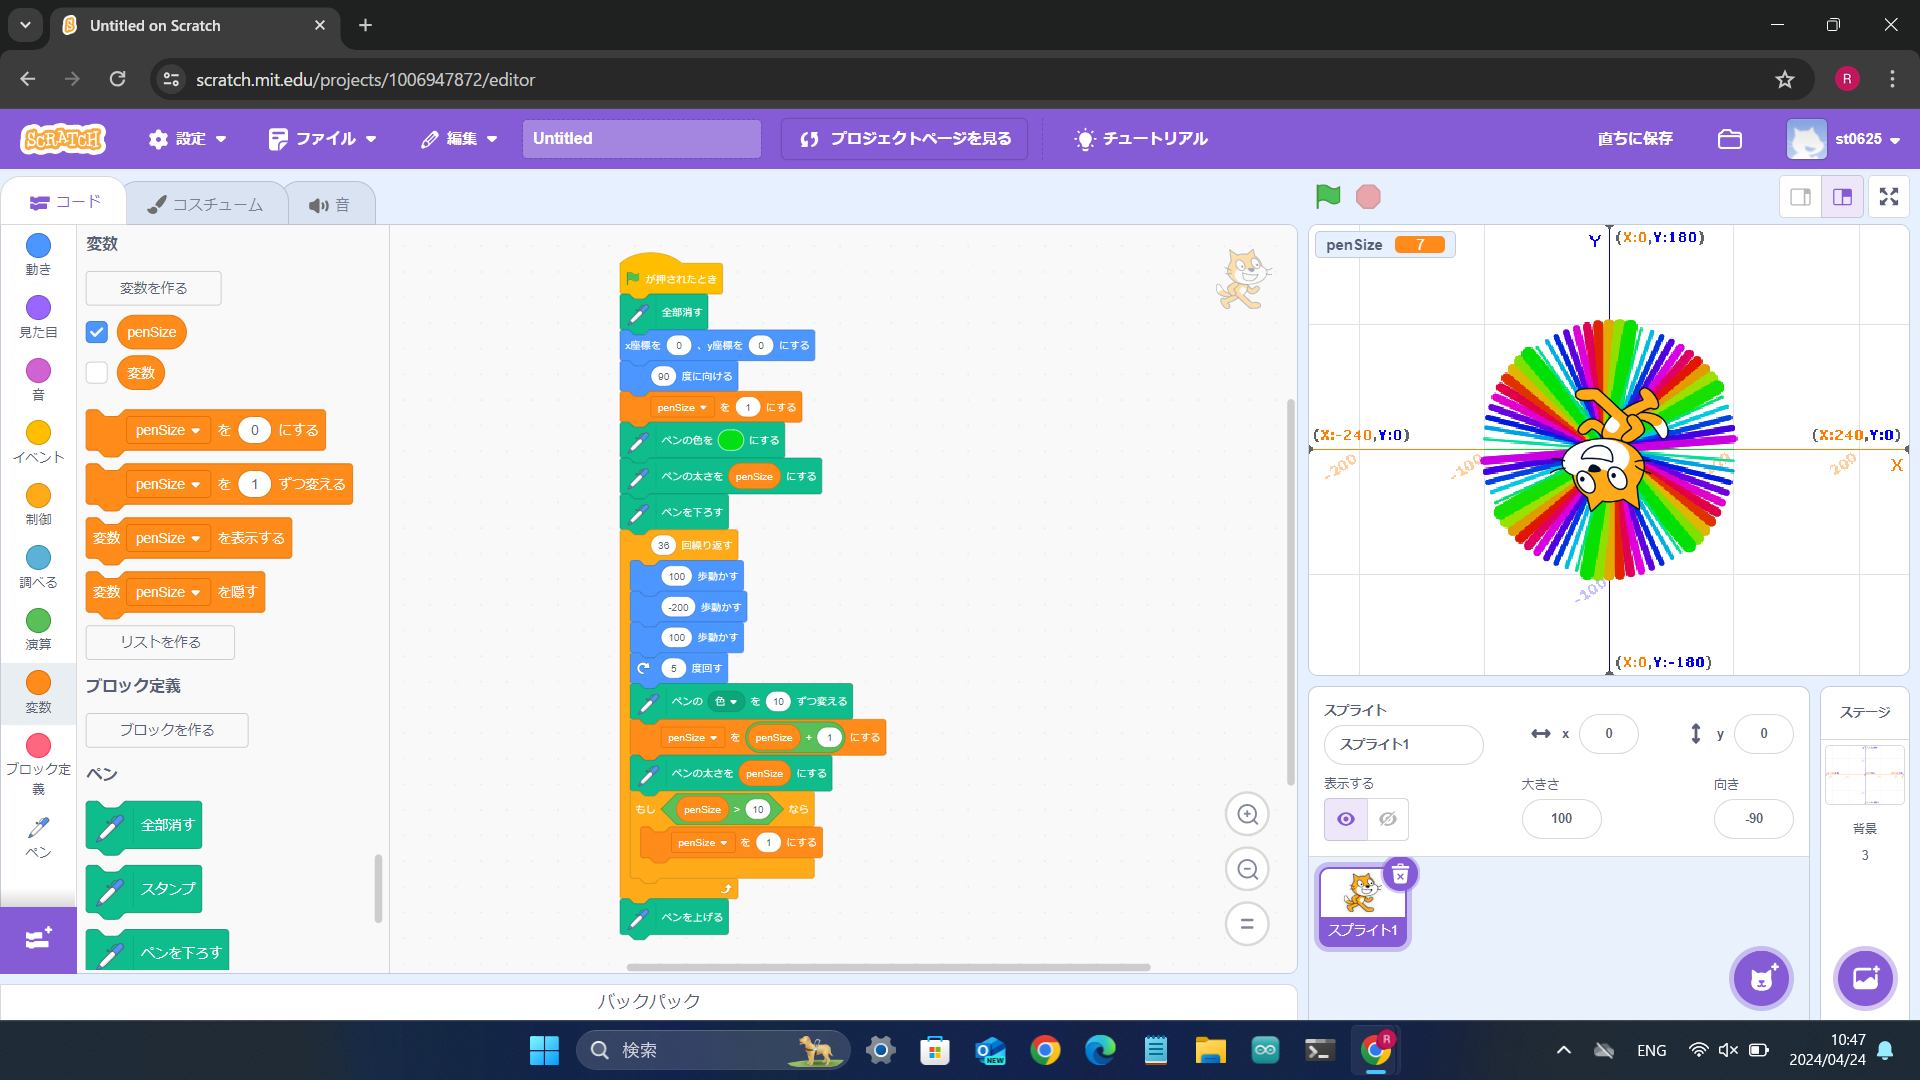 Untitled on Scratch
scratch.mit.edu/projects/1006947872/editor
R
SCRATCH
設定
ファイル
編集
Untitled
プロジェクトページを見る
チュートリアル
直ちに保存
st0625
コード
コスチューム
音
動き
見た目
音
イベント
制御
調べる
演算
変数
ブロック定
義
ペン
変数
変数を作る
penSize
変数
penSize を 0 にする
penSize を 1 ずつ変える
変数 penSize を表示する
変数 penSize を隠す
リストを作る
ブロック定義
ブロックを作る
ペン
全部消す
スタンプ
ペンを下ろす
が押されたとき
全部消す
x座標を 0 、y座標を 0 にする
90 度に向ける
penSize を 1 にする
ペンの色を にする
ペンの太さを penSize にする
ペンを下ろす
36 回繰り返す
100 歩動かす
-200 歩動かす
100 歩動かす
5 度回す
ペンの 色 を 10 ずつ変える
penSize を penSize + 1 にする
ペンの太さを penSize にする
もし penSize > 10 なら
penSize を 1 にする
ペンを上げる
バックパック
penSize 7
Y (X:0,Y:180)
(X:-240,Y:0)
(X:240,Y:0)
-200
-100
200
X
-100
(X:0,Y:-180)
スプライト
スプライト1
x 0
y 0
表示する
大きさ
100
向き
-90
スプライト1
ステージ
背景
3
検索
NEW
R
ENG
10:47
2024/04/24